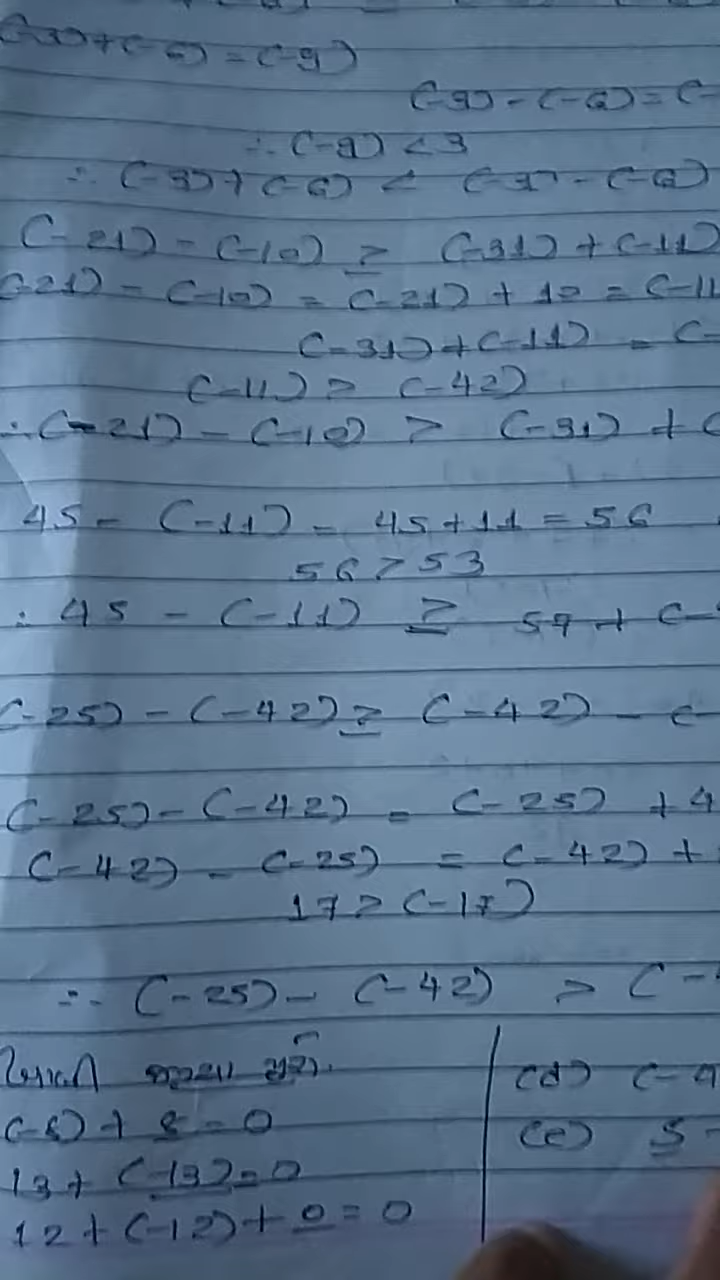 (-3)+(-6) = (-9)
(-3) - (-6) = (-
∴ (-9) < 3
∴ (-3) + (-6) < (-3) - (-6)
(-21) - (-10) > (-31) + (-11)
(-21) - (-10) = (-21) + 10 = (-11
(-31) + (-11) = (-
(-11) > (-42)
∴ (-21) - (-10) > (-31) + (
45 - (-11) = 45+11 = 56
56 > 53
∴ 45 - (-11) > 57 + (-
(-25) - (-42) > (-42) - (-
(-25) - (-42) = (-25) + 4
(-42) - (-25) = (-42) +
17 > (-17)
∴ (-25) - (-42) > (-4
ખાલી જગ્યા પુરો.
(-8) + 8 = 0
13 + (-13) = 0
12 + (-12) + 0 = 0
(d) (-4
(e) 5 -